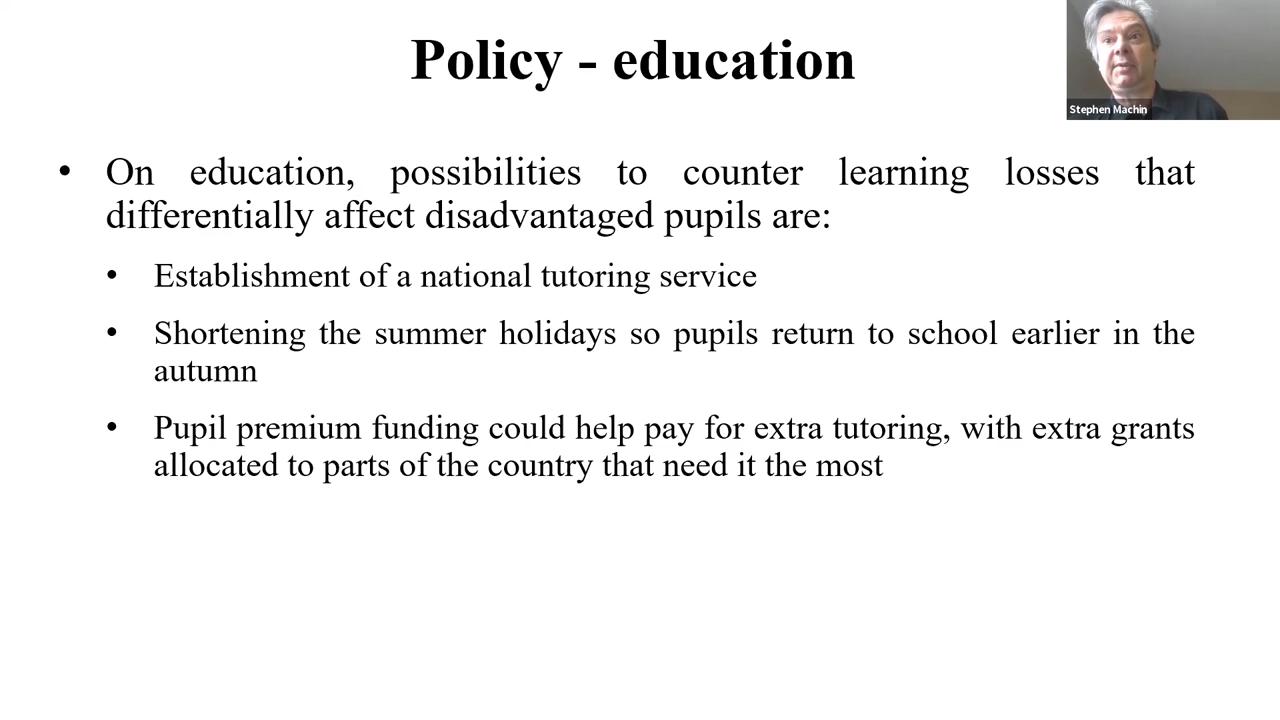 Policy - education
Stephen Machin
• On education, possibilities to counter learning losses that
differentially affect disadvantaged pupils are:
• Establishment of a national tutoring service
• Shortening the summer holidays so pupils return to school earlier in the
autumn
• Pupil premium funding could help pay for extra tutoring, with extra grants
allocated to parts of the country that need it the most